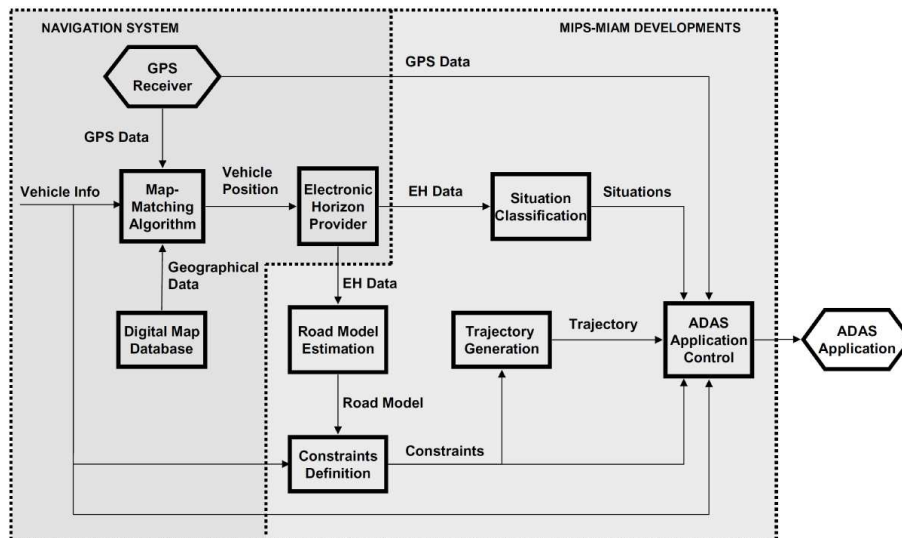 NAVIGATION SYSTEM
MIPS-MIAM DEVELOPMENTS
GPS
Receiver
GPS Data
GPS Data
Vehicle Info
Map-
Matching
Algorithm
Vehicle
Position
Electronic
Horizon
Provider
EH Data
Situation
Classification
Situations
Geographical
Data
EH Data
Digital Map
Database
Road Model
Estimation
Trajectory
Generation
Trajectory
ADAS
Application
Control
ADAS
Application
Road Model
Constraints
Definition
Constraints